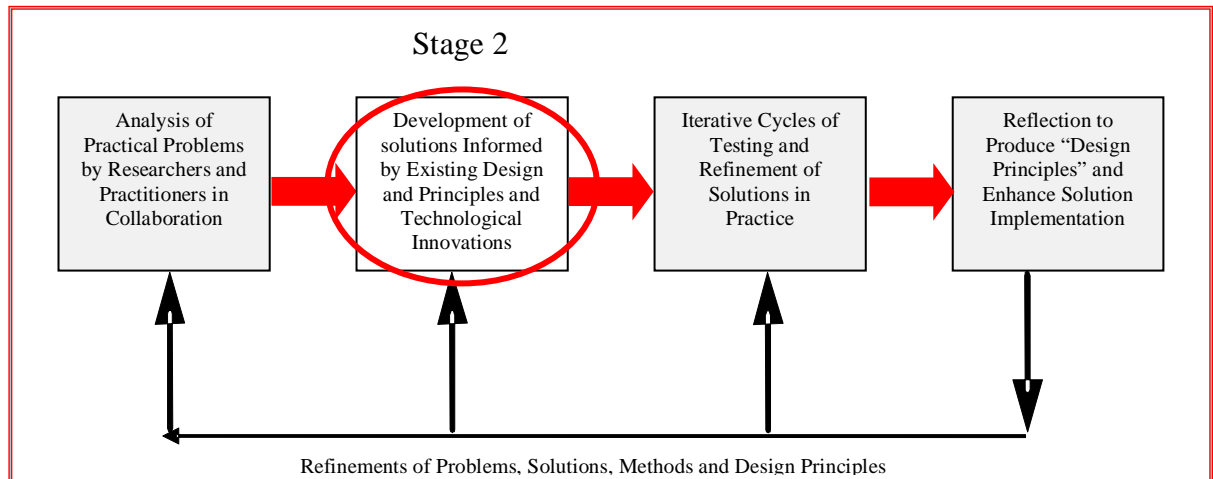 Stage 2
Analysis of
Practical Problems
by Researchers and
Practitioners in
Collaboration
Development of
solutions Informed
by Existing Design
and Principles and
Technological
Innovations
Iterative Cycles of
Testing and
Refinement of
Solutions in
Practice
Reflection to
Produce “Design
Principles” and
Enhance Solution
Implementation
Refinements of Problems, Solutions, Methods and Design Principles